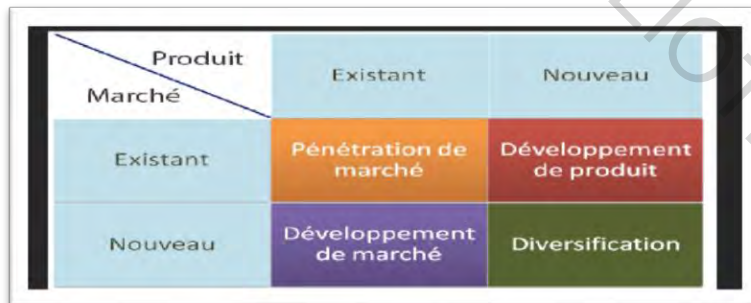 Produit
Marché
Existant
Nouveau
Existant
Pénétration de
marché
Développement
de produit
Nouveau
Développement
de marché
Diversification